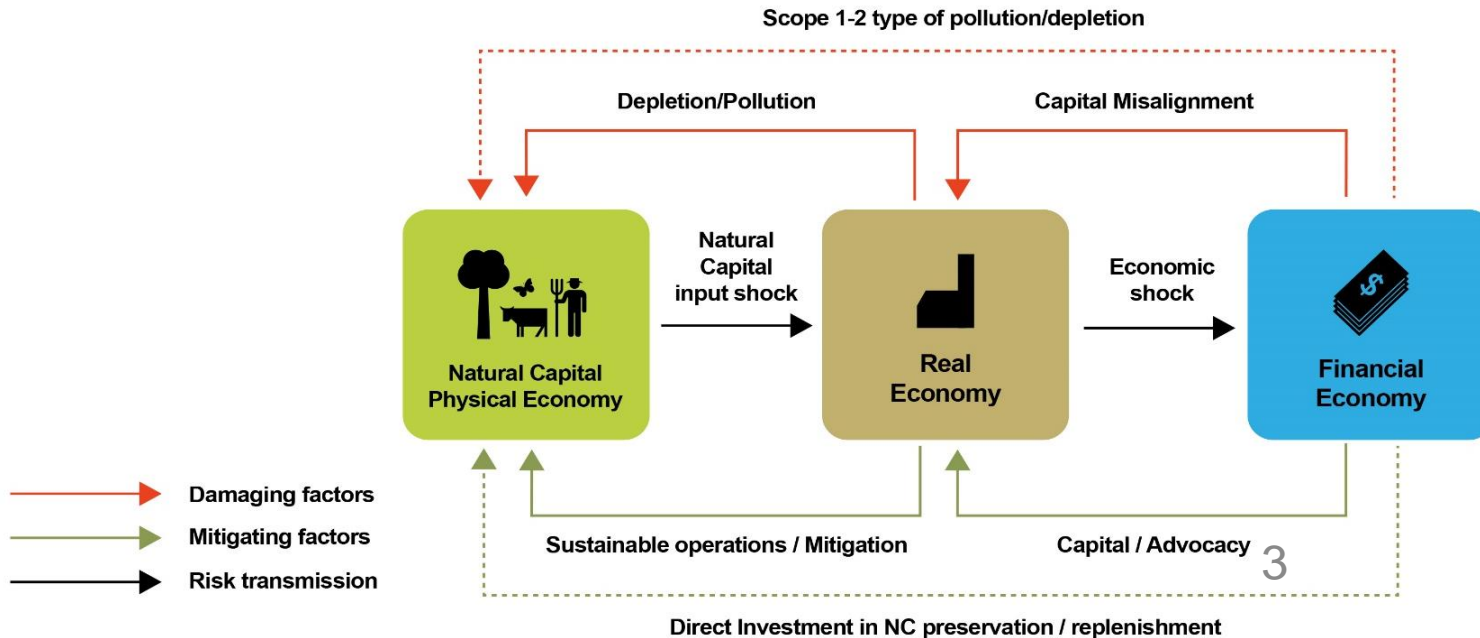 Scope 1-2 type of pollution/depletion
Depletion/Pollution
Capital Misalignment
Natural
Capital
input shock
Economic
shock
$
Natural Capital
Physical Economy
Real
Economy
Financial
Economy
Damaging factors
Mitigating factors
Risk transmission
Sustainable operations / Mitigation
Capital / Advocacy
3
Direct Investment in NC preservation / replenishment